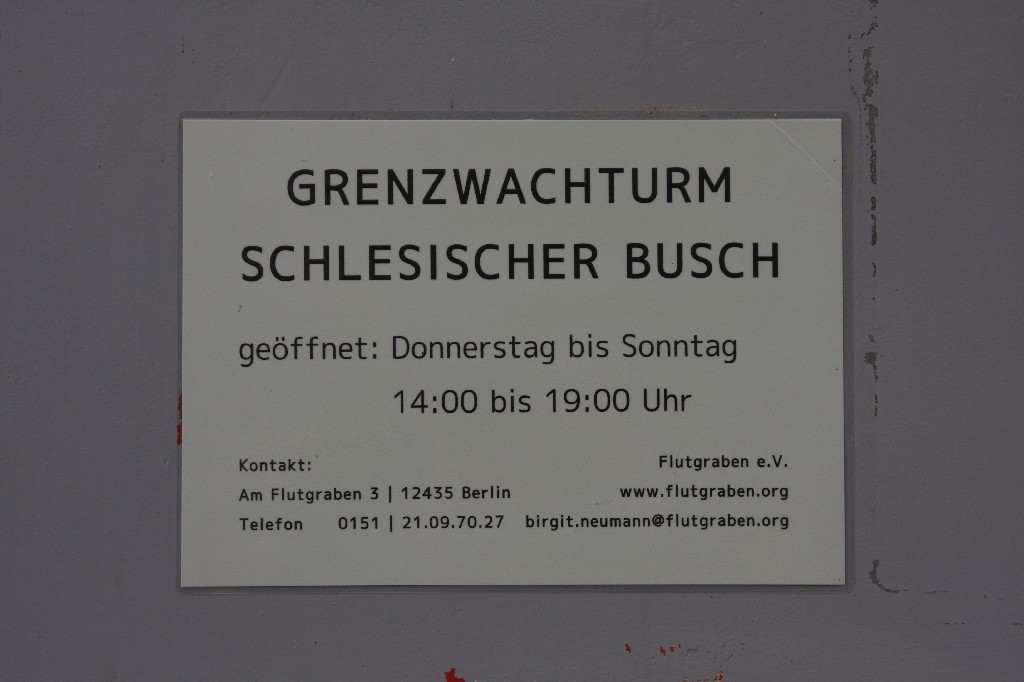 GRENZWACHTURM
SCHLESISCHER BUSCH
geöffnet: Donnerstag bis Sonntag
14:00 bis 19:00 Uhr
Kontakt:
Am Flutgraben 3 | 12435 Berlin
Telefon 0151 | 21.09.70.27
Flutgraben e.V.
www.flutgraben.org
birgit.neumann@flutgraben.org